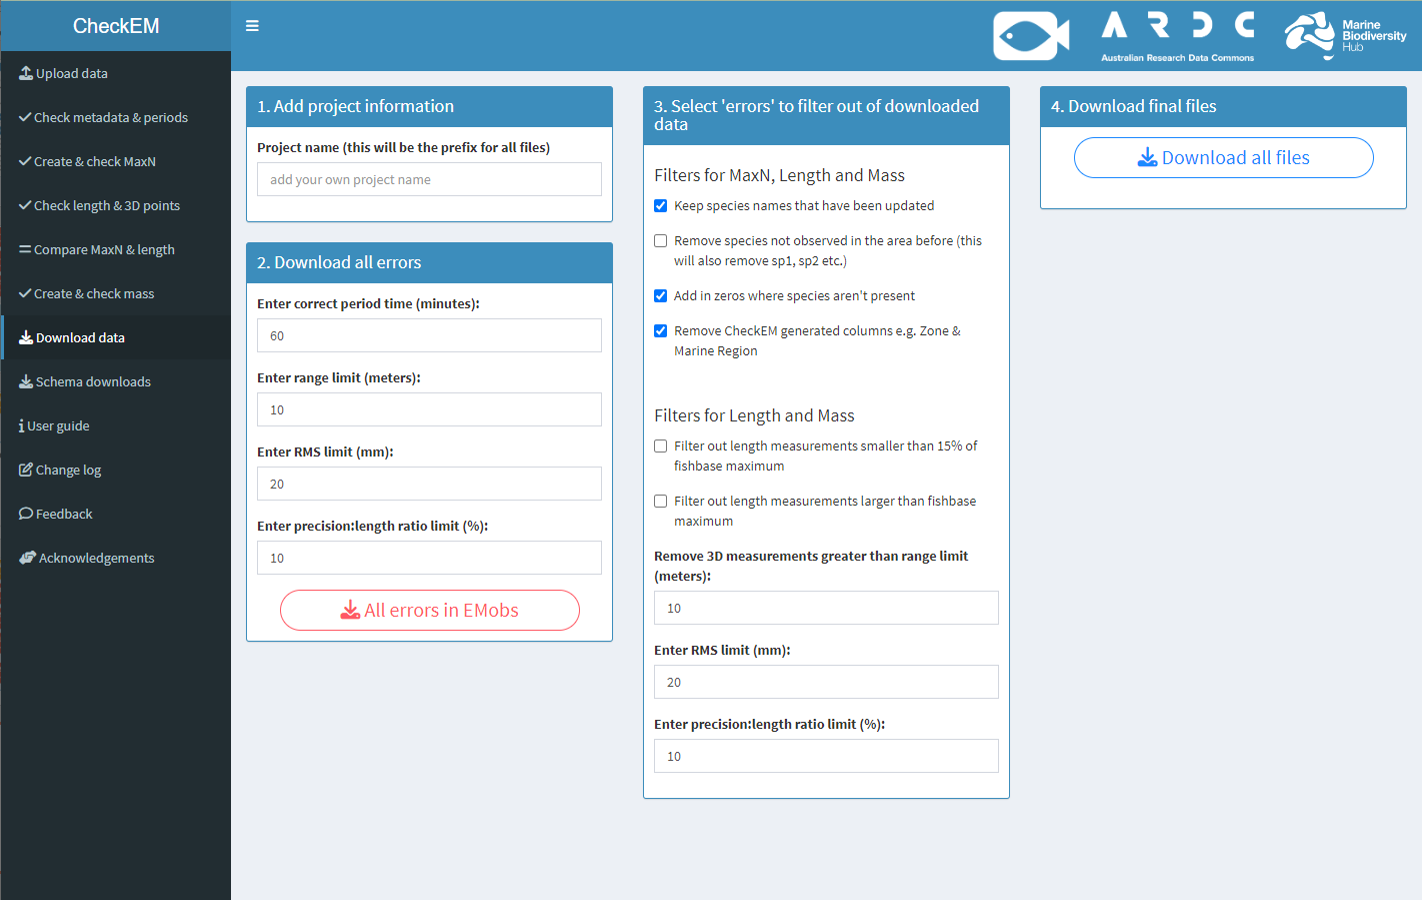 CheckEM
ARDC
Australian Research Data Commons
Marine
Biodiversity
Hub
Upload data
Check metadata & periods
Create & check MaxN
Check length & 3D points
Compare MaxN & length
Create & check mass
Download data
Schema downloads
User guide
Change log
Feedback
Acknowledgements
1. Add project information
Project name (this will be the prefix for all files)
add your own project name
2. Download all errors
Enter correct period time (minutes):
60
Enter range limit (meters):
10
Enter RMS limit (mm):
20
Enter precision:length ratio limit (%):
10
All errors in EMobs
3. Select 'errors' to filter out of downloaded
data
Filters for MaxN, Length and Mass
Keep species names that have been updated
Remove species not observed in the area before (this
will also remove sp1, sp2 etc.)
Add in zeros where species aren't present
Remove CheckEM generated columns e.g. Zone &
Marine Region
Filters for Length and Mass
Filter out length measurements smaller than 15% of
fishbase maximum
Filter out length measurements larger than fishbase
maximum
Remove 3D measurements greater than range limit
(meters):
10
Enter RMS limit (mm):
20
Enter precision:length ratio limit (%):
10
4. Download final files
Download all files